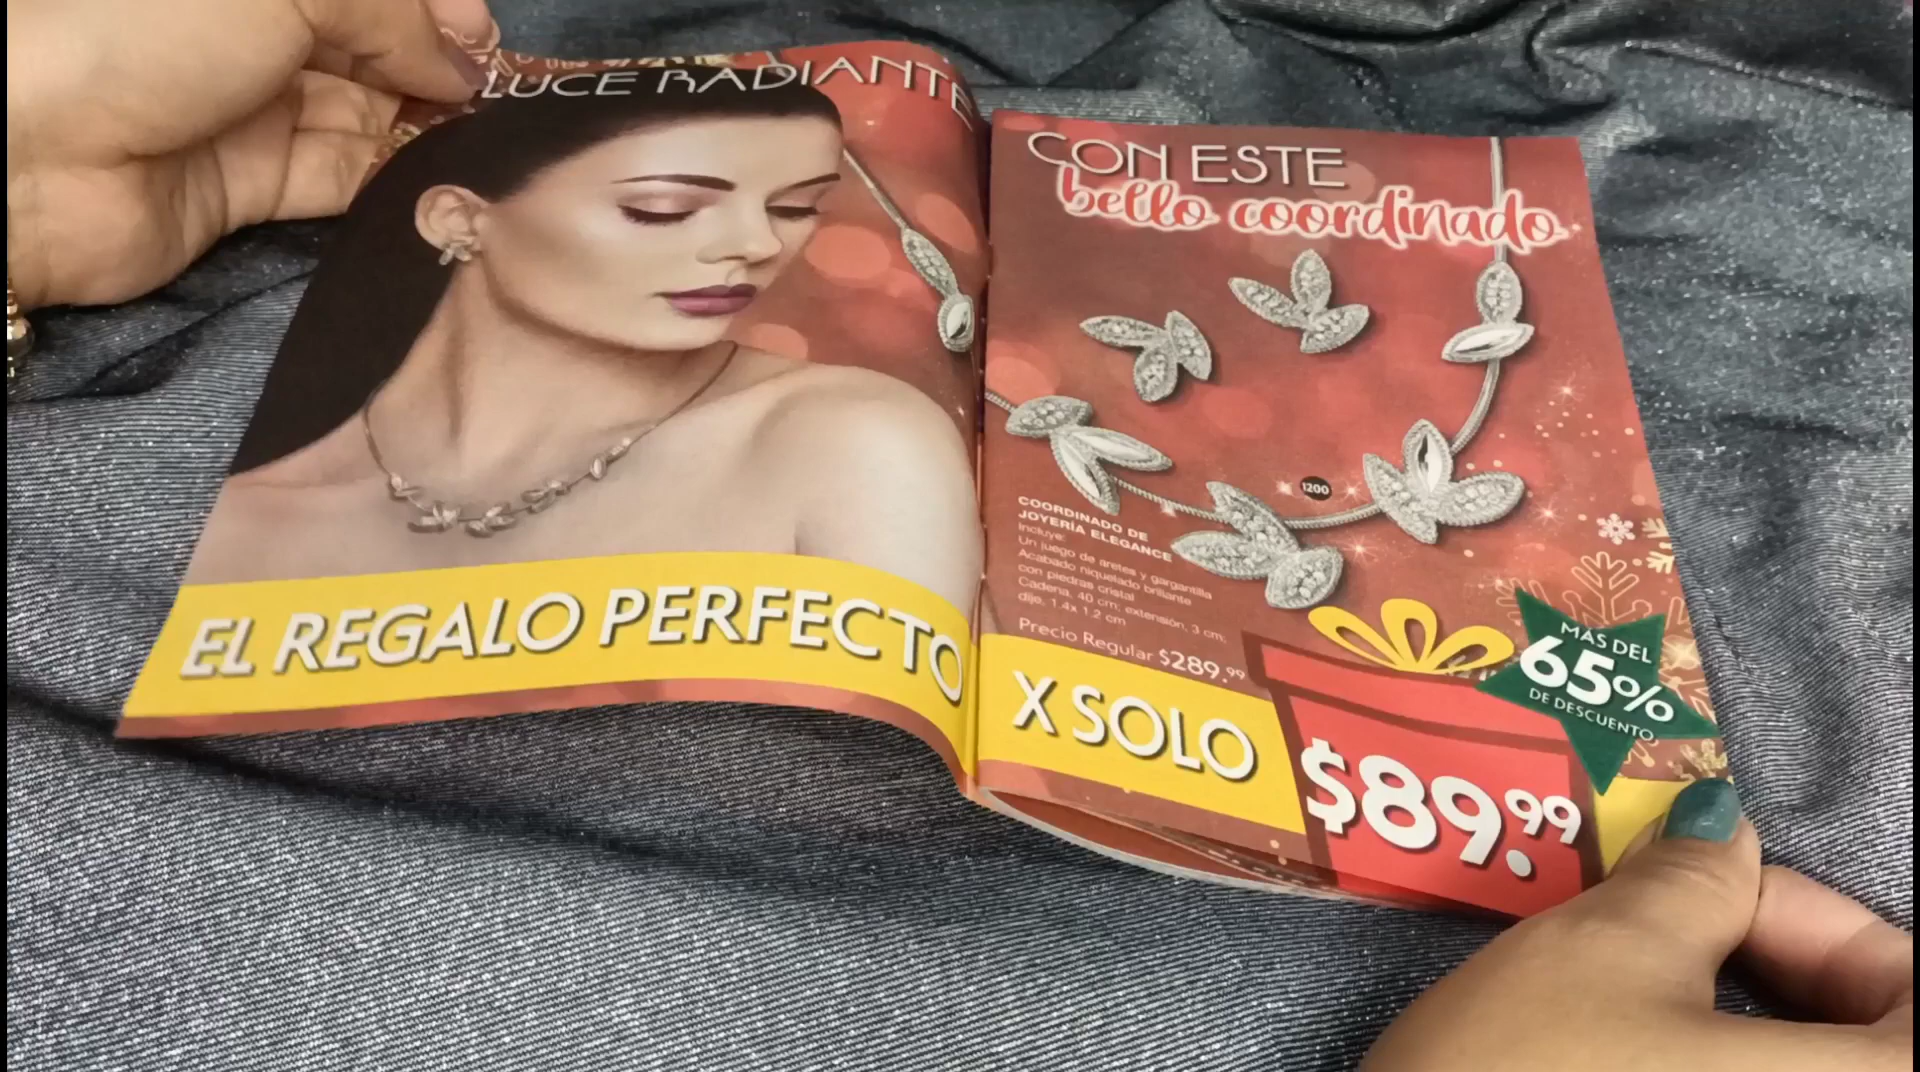 LUCE RADIANTE
EL REGALO PERFECTO
CON ESTE
bello coordinado
1200
COORDINADO DE
JOYERÍA ELEGANCE
Incluye:
Un juego de aretes y gargantilla
Acabado niquelado brillante
con piedras cristal
Cadena, 40 cm; extensión, 3 cm;
dije, 1.4x 1.2 cm
Precio Regular $289.99
X SOLO
$89.99
MÁS DEL
65%
DE DESCUENTO